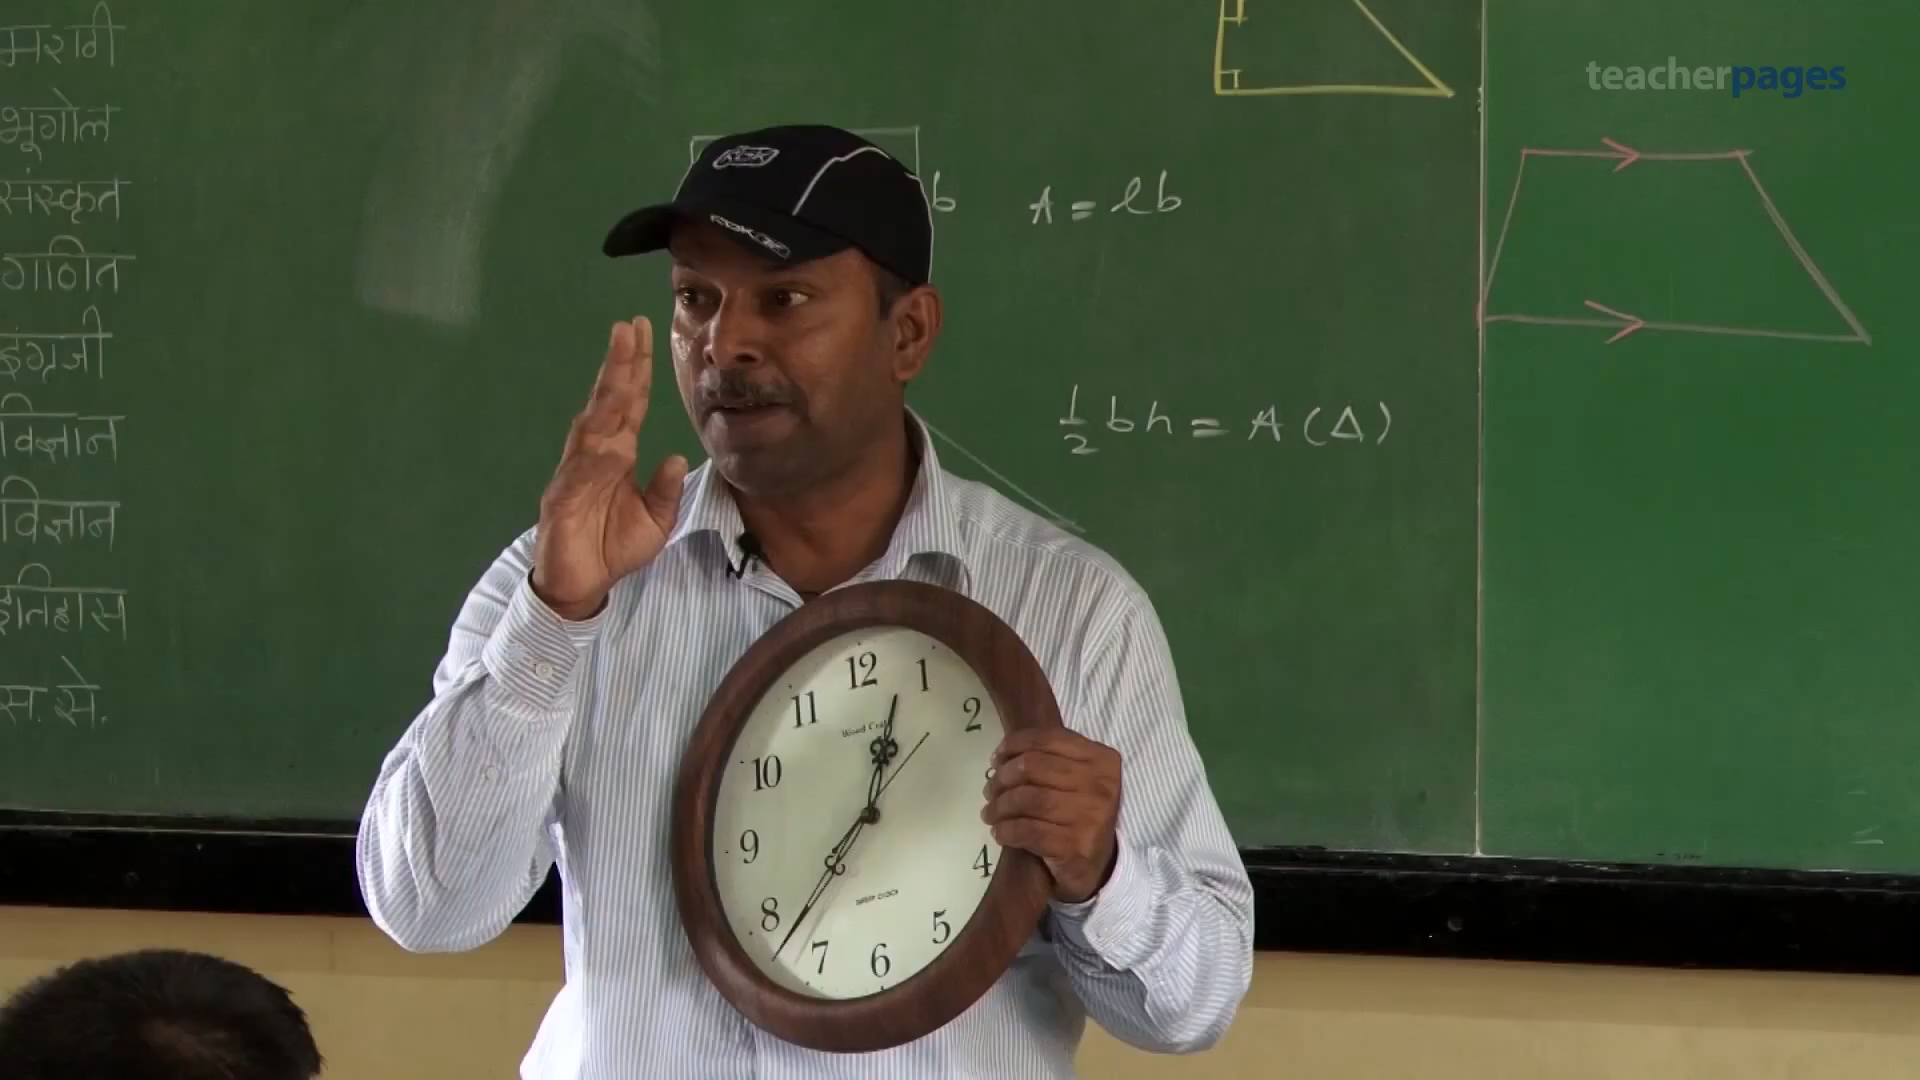 मराठी
भूगोल
संस्कृत
गणित
इंग्रजी
विज्ञान
विज्ञान
इतिहास
स. से.
teacherpages
b A = lb
½ b h = A (Δ)
12
1
2
4
5
6
7
8
9
10
11